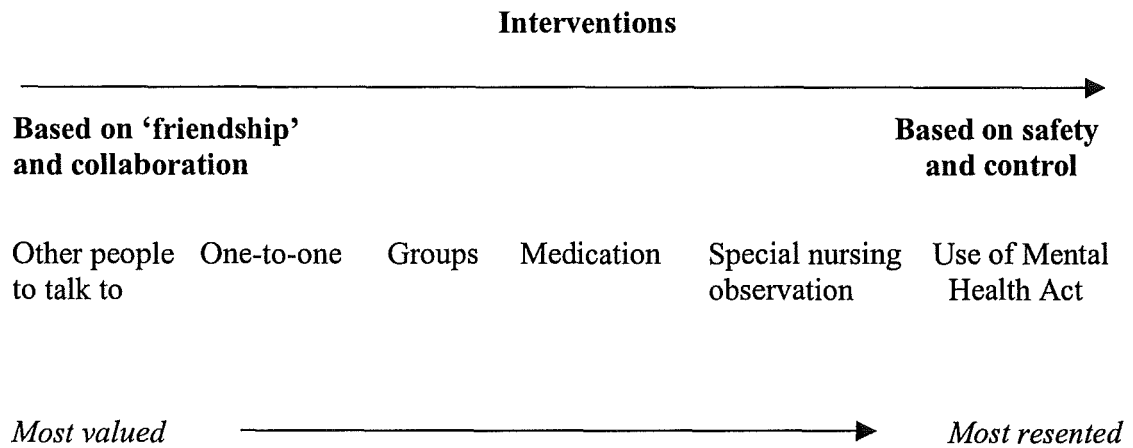 Interventions
Based on ‘friendship’ Based on safety
and collaboration and control
Other people One-to-one Groups Medication Special nursing Use of Mental
to talk to observation Health Act
Most valued Most resented